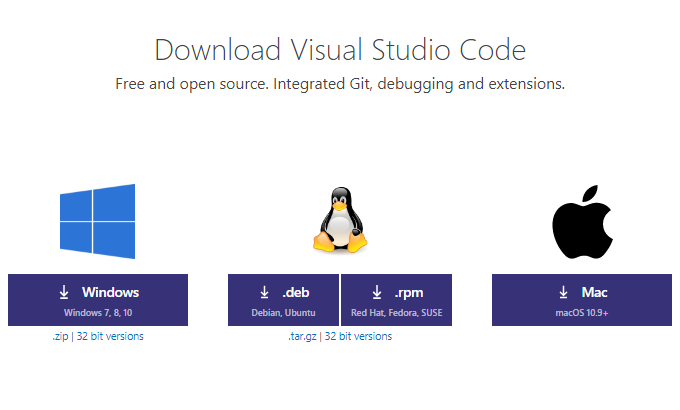 Download Visual Studio Code
Free and open source. Integrated Git, debugging and extensions.
Windows
Windows 7, 8, 10
.zip | 32 bit versions
.deb
Debian, Ubuntu
.rpm
Red Hat, Fedora, SUSE
.tar.gz | 32 bit versions
Mac
macOS 10.9+